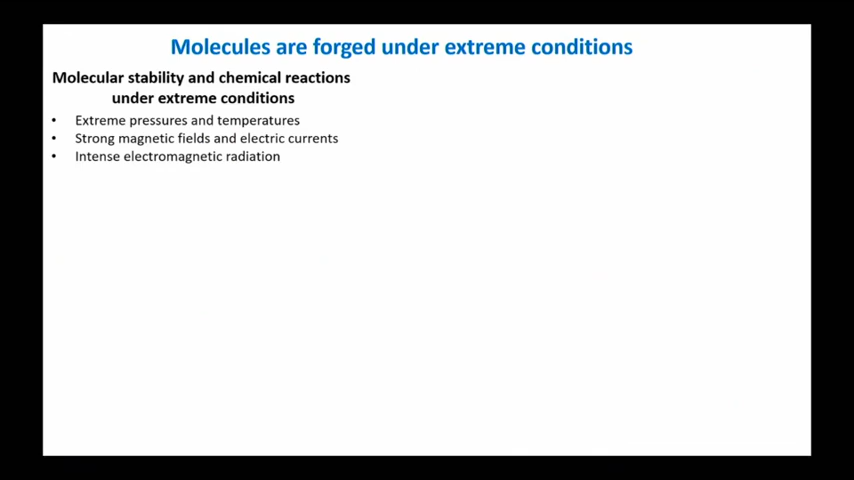 Molecules are forged under extreme conditions
Molecular stability and chemical reactions
under extreme conditions
• Extreme pressures and temperatures
• Strong magnetic fields and electric currents
• Intense electromagnetic radiation